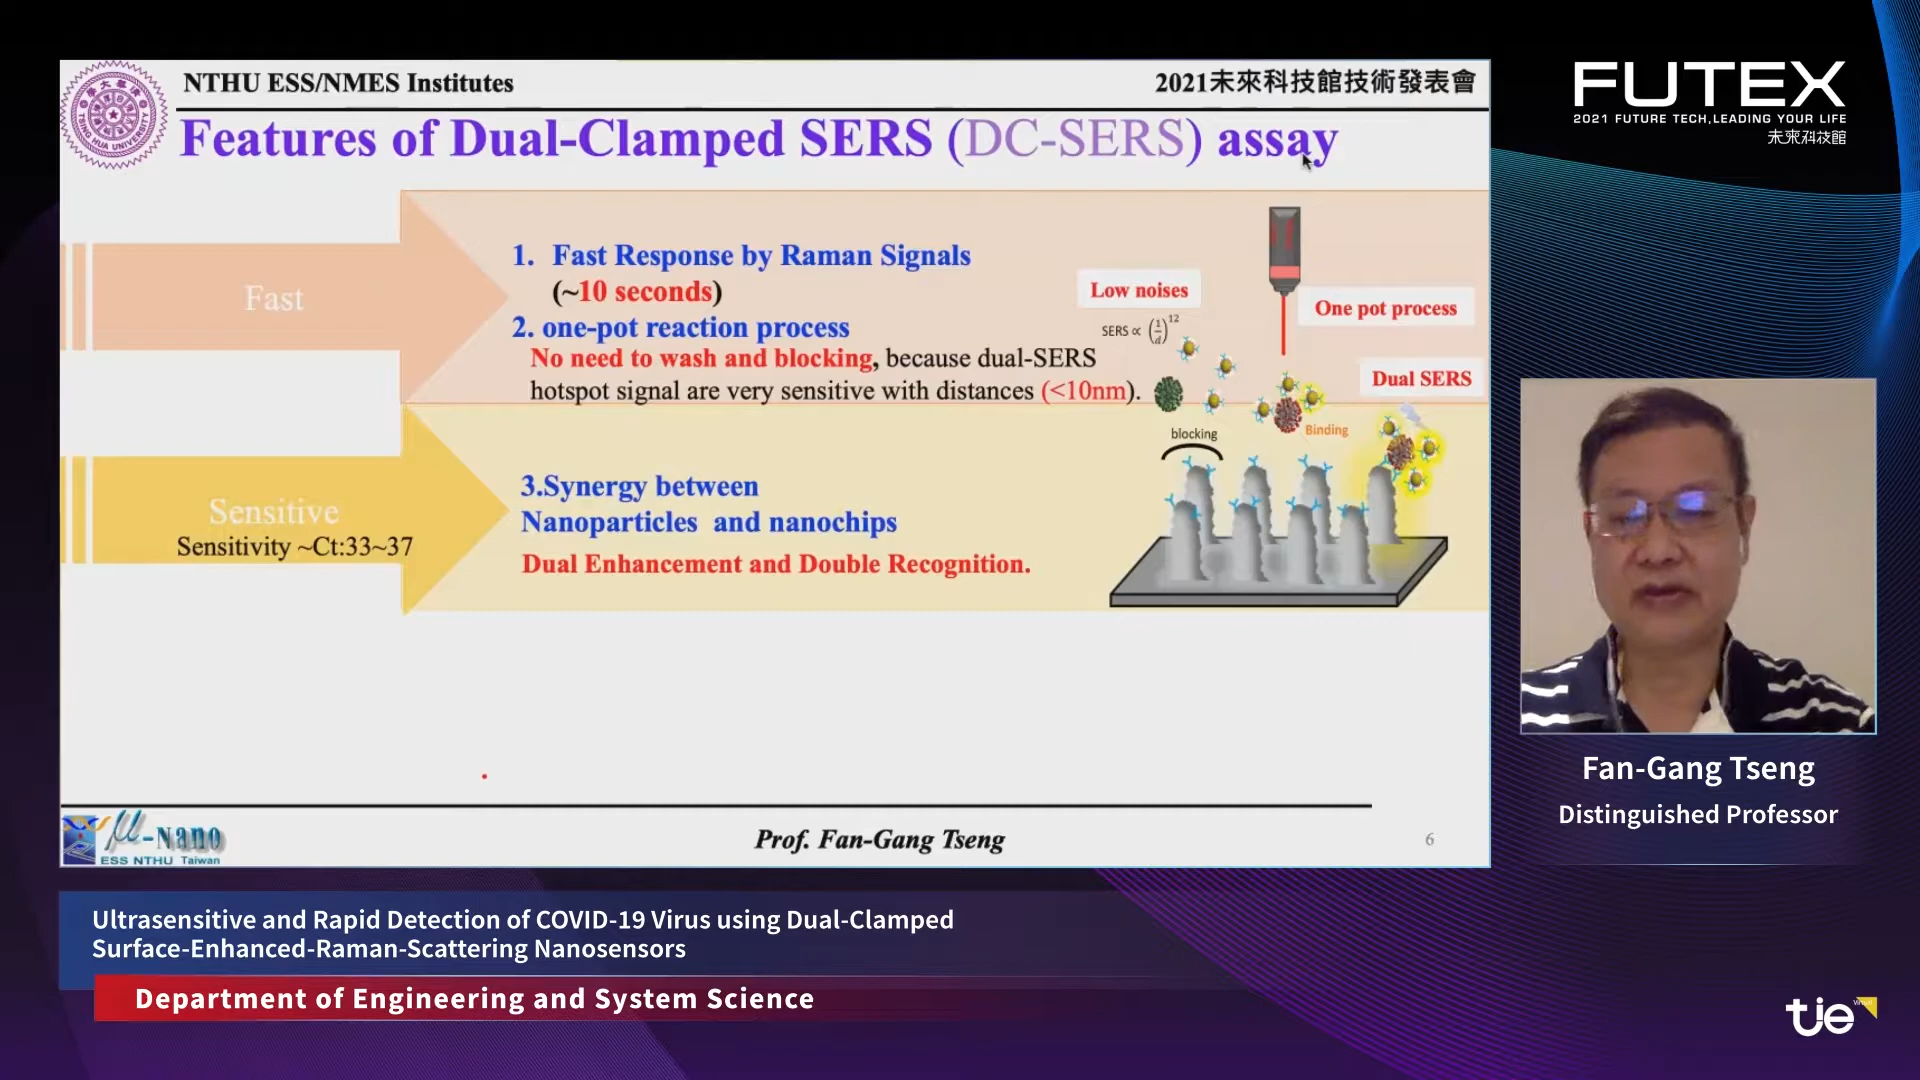 NTHU ESS/NMES Institutes
2021未來科技館技術發表會
Features of Dual-Clamped SERS (DC-SERS) assay
Fast
1. Fast Response by Raman Signals
(~10 seconds)
2. one-pot reaction process
No need to wash and blocking, because dual-SERS
hotspot signal are very sensitive with distances (<10nm).
Low noises
SERS ∝ (1/d)^12
One pot process
Dual SERS
Binding
blocking
Sensitive
Sensitivity ~Ct:33~37
3.Synergy between
Nanoparticles and nanochips
Dual Enhancement and Double Recognition.
μ-Nano
ESS NTHU Taiwan
Prof. Fan-Gang Tseng
6
FUTEX
2021 FUTURE TECH,LEADING YOUR LIFE
未來科技館
Fan-Gang Tseng
Distinguished Professor
Ultrasensitive and Rapid Detection of COVID-19 Virus using Dual-Clamped
Surface-Enhanced-Raman-Scattering Nanosensors
Department of Engineering and System Science
tie